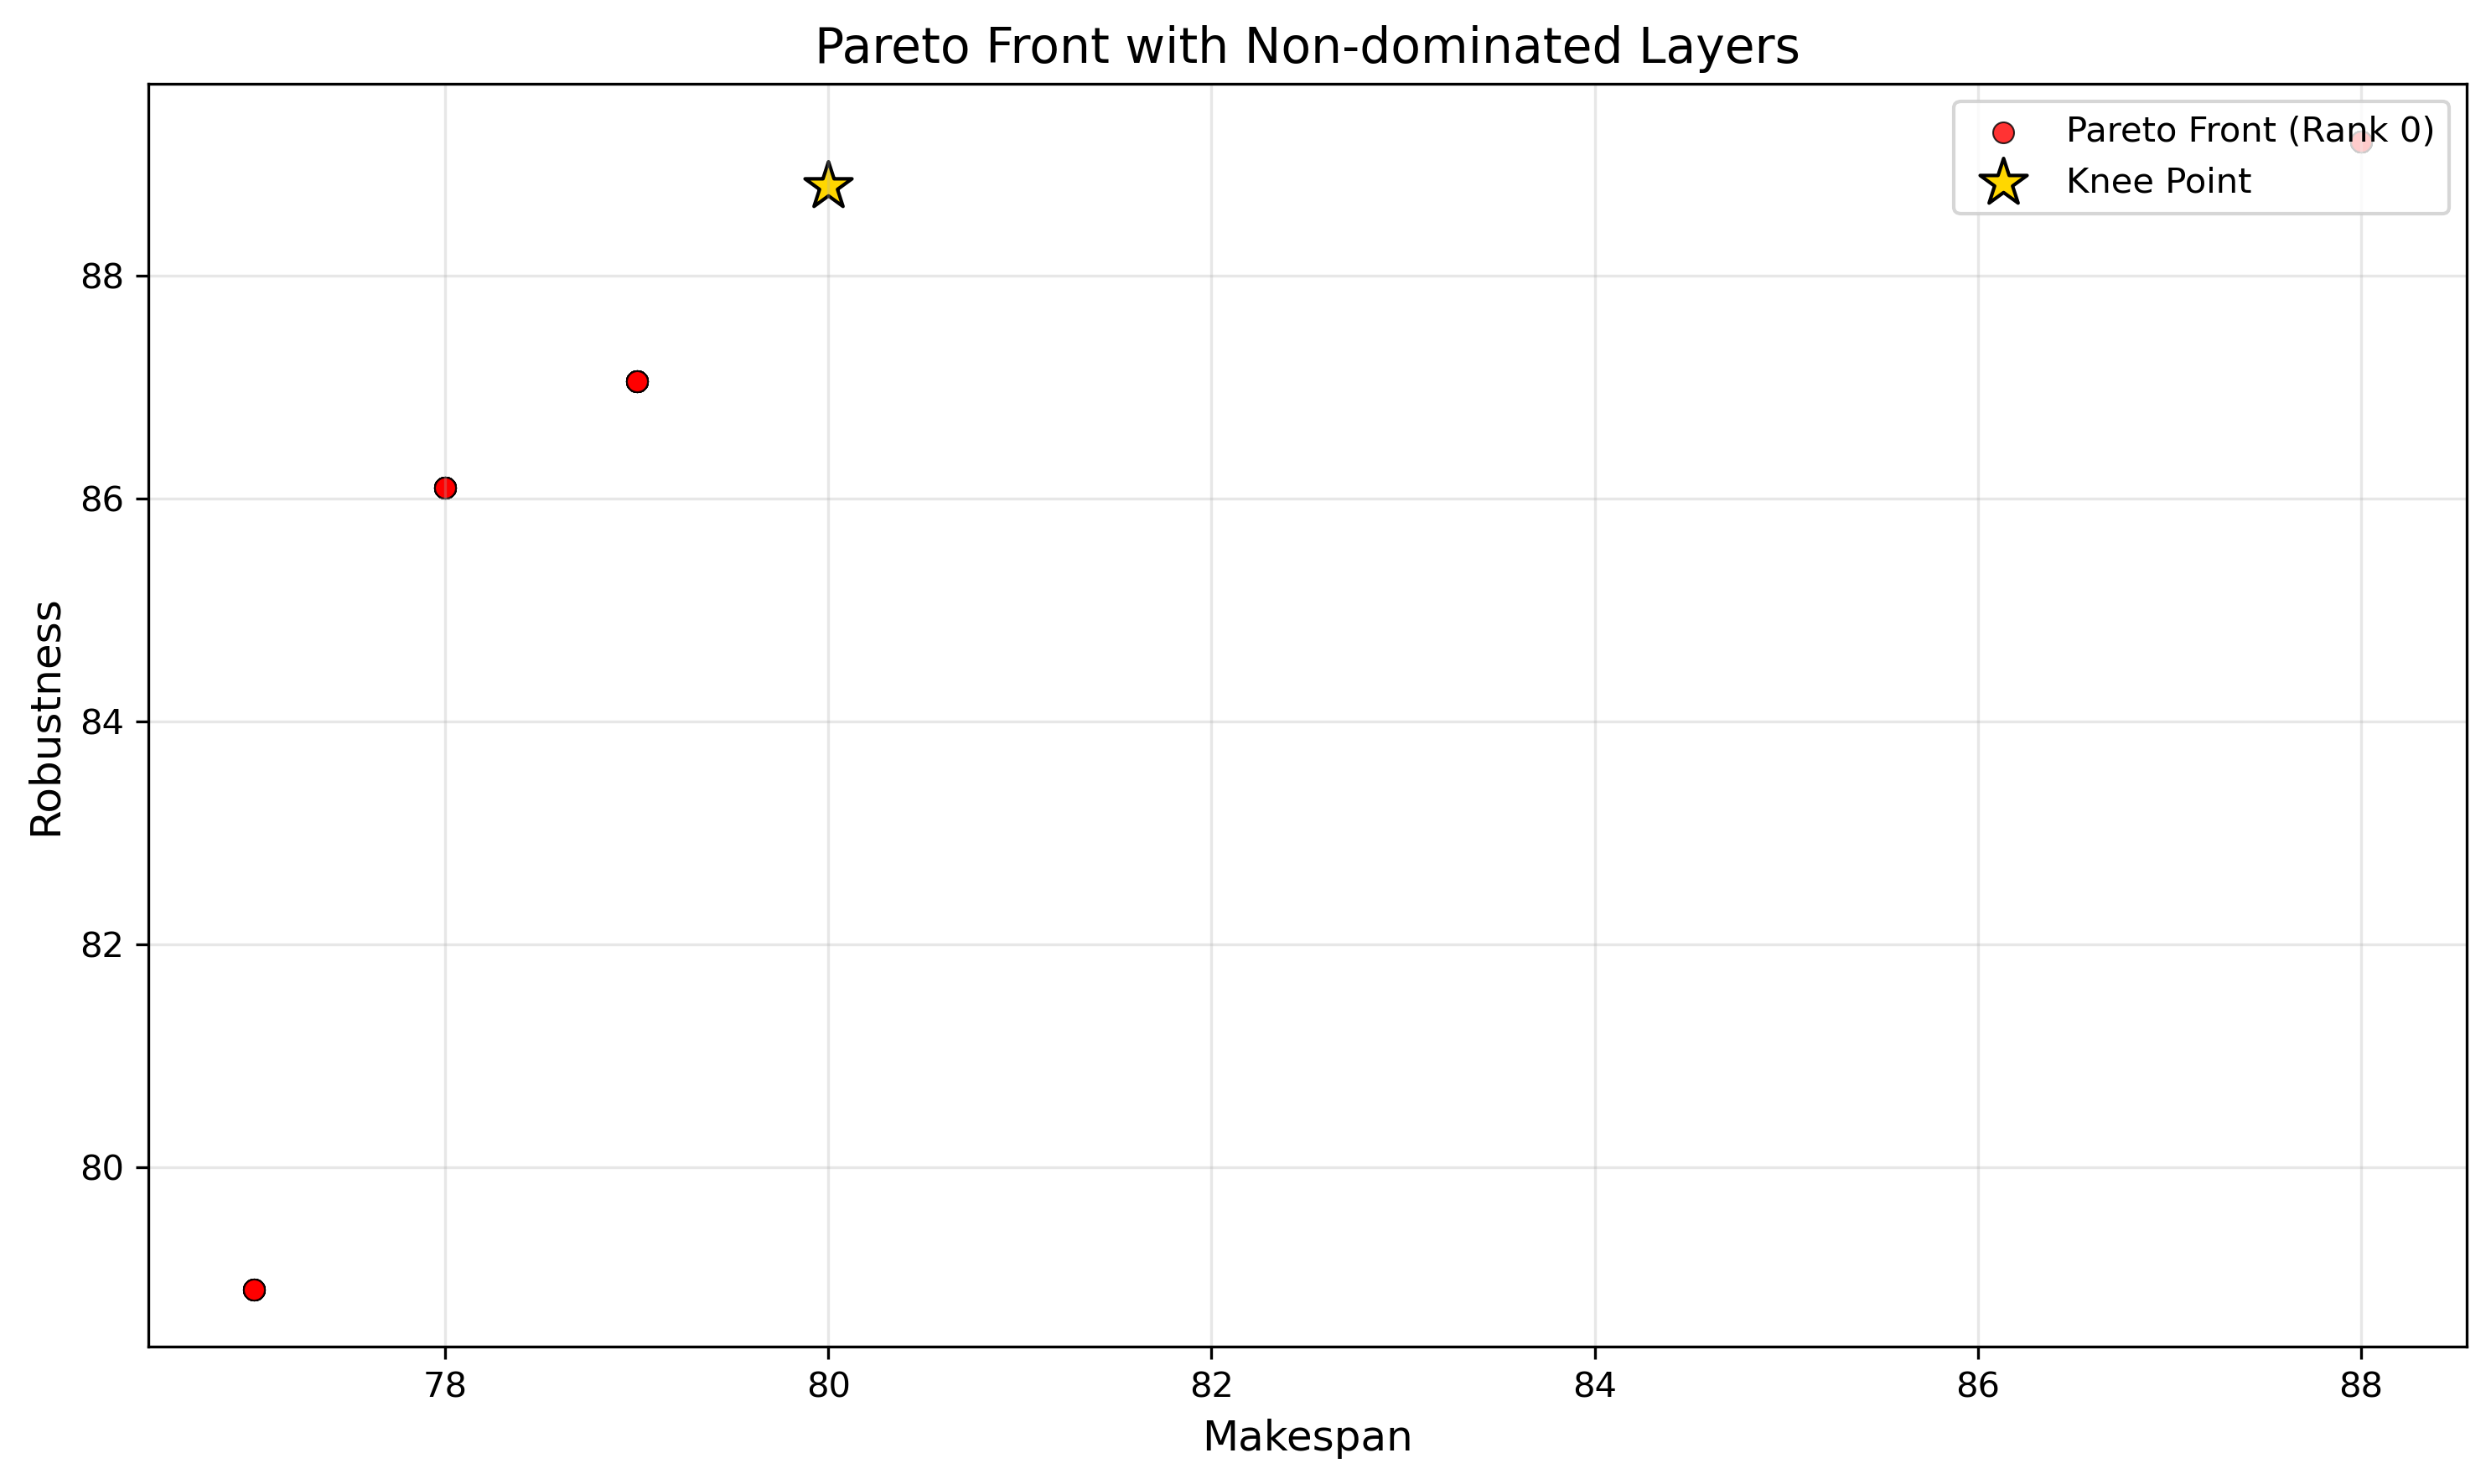 Pareto Front with Non-dominated Layers
Pareto Front (Rank 0)
Knee Point
88
86
84
82
80
Robustness
78
80
82
84
86
88
Makespan